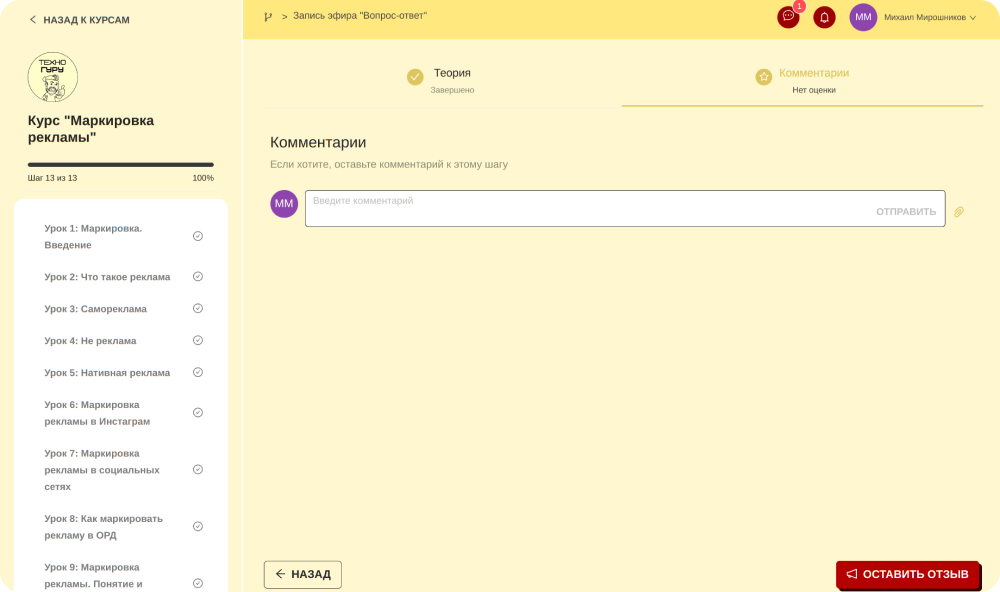 НАЗАД К КУРСАМ
> Запись эфира "Вопрос-ответ"
1
ММ
Михаил Мирошников
ТЕХНО
ГУРУ
Курс "Маркировка
рекламы"
Шаг 13 из 13
100%
Урок 1: Маркировка.
Введение
Урок 2: Что такое реклама
Урок 3: Самореклама
Урок 4: Не реклама
Урок 5: Нативная реклама
Урок 6: Маркировка
рекламы в Инстаграм
Урок 7: Маркировка
рекламы в социальных
сетях
Урок 8: Как маркировать
рекламу в ОРД
Урок 9: Маркировка
рекламы. Понятие и
Теория
Завершено
Комментарии
Нет оценки
Комментарии
Если хотите, оставьте комментарий к этому шагу
ММ
Введите комментарий
ОТПРАВИТЬ
НАЗАД
ОСТАВИТЬ ОТЗЫВ